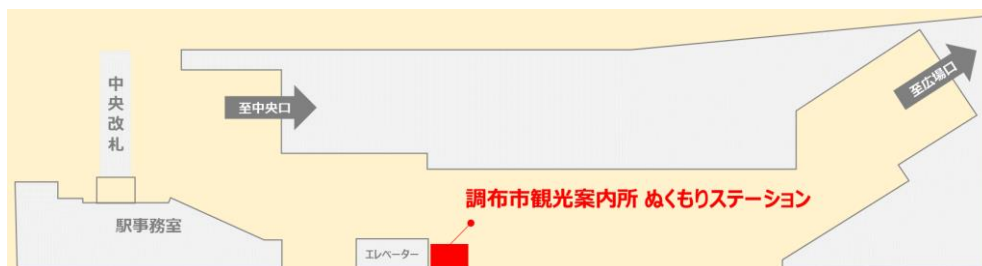 中央改札
至中央口
至広場口
調布市観光案内所 ぬくもりステーション
駅事務室
エレベーター